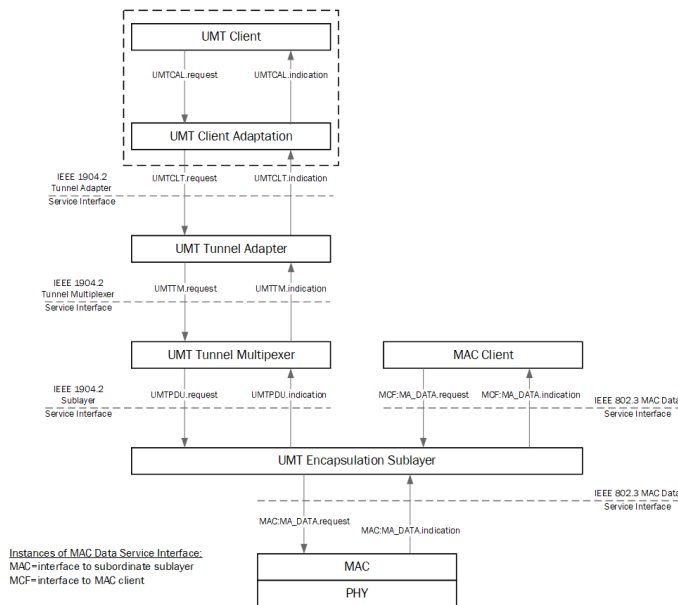 UMT Client
UMTCAL.request
UMTCAL.indication
UMT Client Adaptation
IEEE 1904.2
Tunnel Adapter
Service Interface
UMTCLT.request
UMTCLT.indication
UMT Tunnel Adapter
IEEE 1904.2
Tunnel Multiplexer
Service Interface
UMTTM.request
UMTTM.indication
UMT Tunnel Multipexer
MAC Client
IEEE 1904.2
Sublayer
Service Interface
UMTPDU.request
UMTPDU.indication
MCF:MA_DATA.request
MCF:MA_DATA.indication
IEEE 802.3 MAC Data
Service Interface
UMT Encapsulation Sublayer
IEEE 802.3 MAC Data
Service Interface
MAC:MA_DATA.request
MAC:MA_DATA.indication
Instances of MAC Data Service Interface:
MAC=interface to subordinate sublayer
MCF=interface to MAC client
MAC
PHY